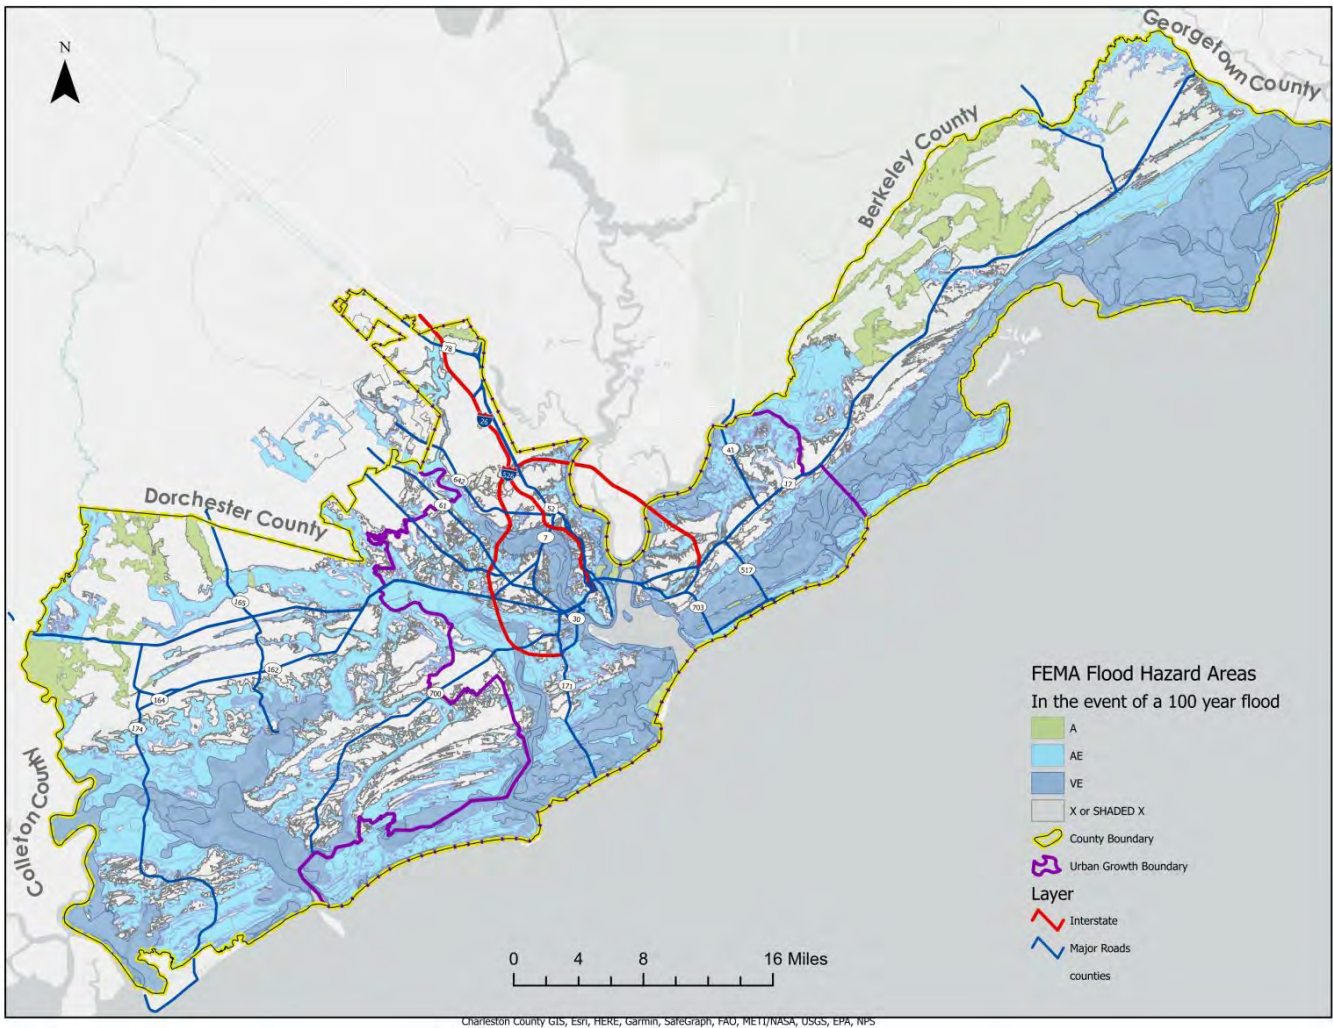 N
Georgetown County
Berkeley County
78
26
526
41
642
17
61
52
Dorchester County
7
517
165
703
30
162
171
700
164
174
Colleton County
FEMA Flood Hazard Areas
In the event of a 100 year flood
A
AE
VE
X or SHADED X
County Boundary
Urban Growth Boundary
Layer
Interstate
Major Roads
counties
0 4 8 16 Miles
Charleston County GIS, Esri, HERE, Garmin, SafeGraph, FAO, METI/NASA, USGS, EPA, NPS